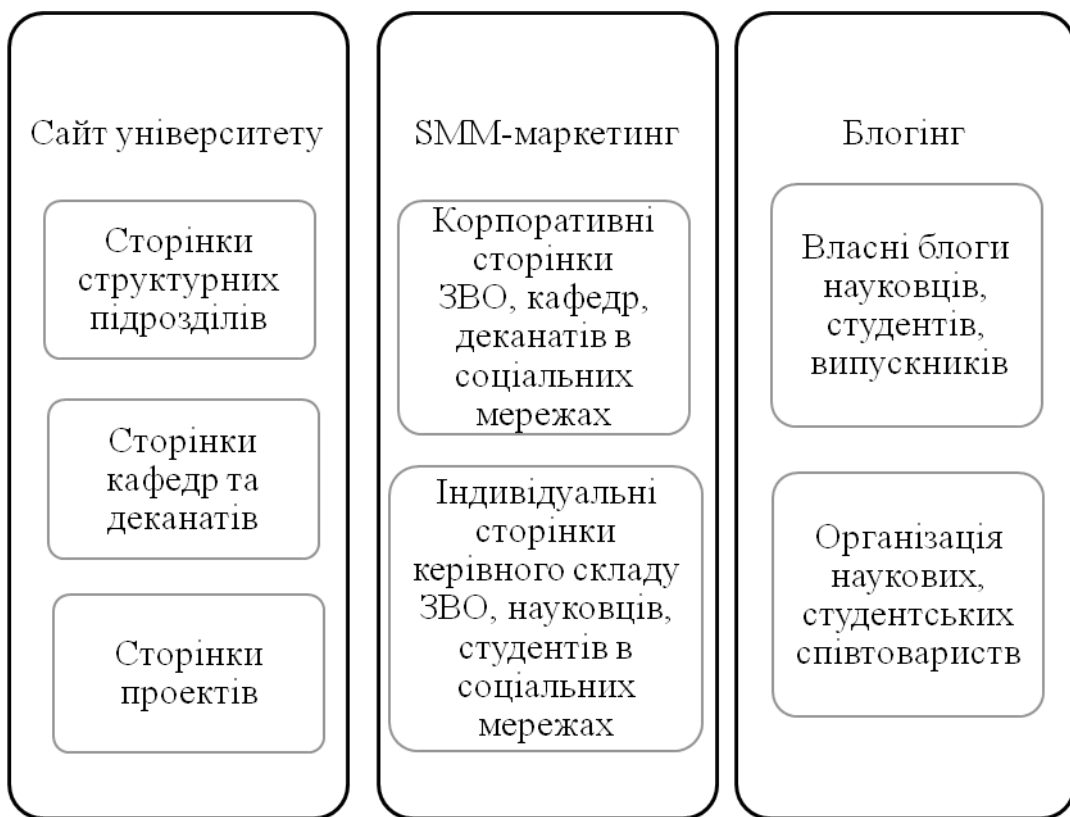 Сайт університету
Сторінки
структурних
підрозділів
Сторінки
кафедр та
деканатів
Сторінки
проектів
SMM-маркетинг
Корпоративні
сторінки
ЗВО, кафедр,
деканатів в
соціальних
мережах
Індивідуальні
сторінки
керівного складу
ЗВО, науковців,
студентів в
соціальних
мережах
Блогінг
Власні блоги
науковців,
студентів,
випускників
Організація
наукових,
студентських
співтовариств